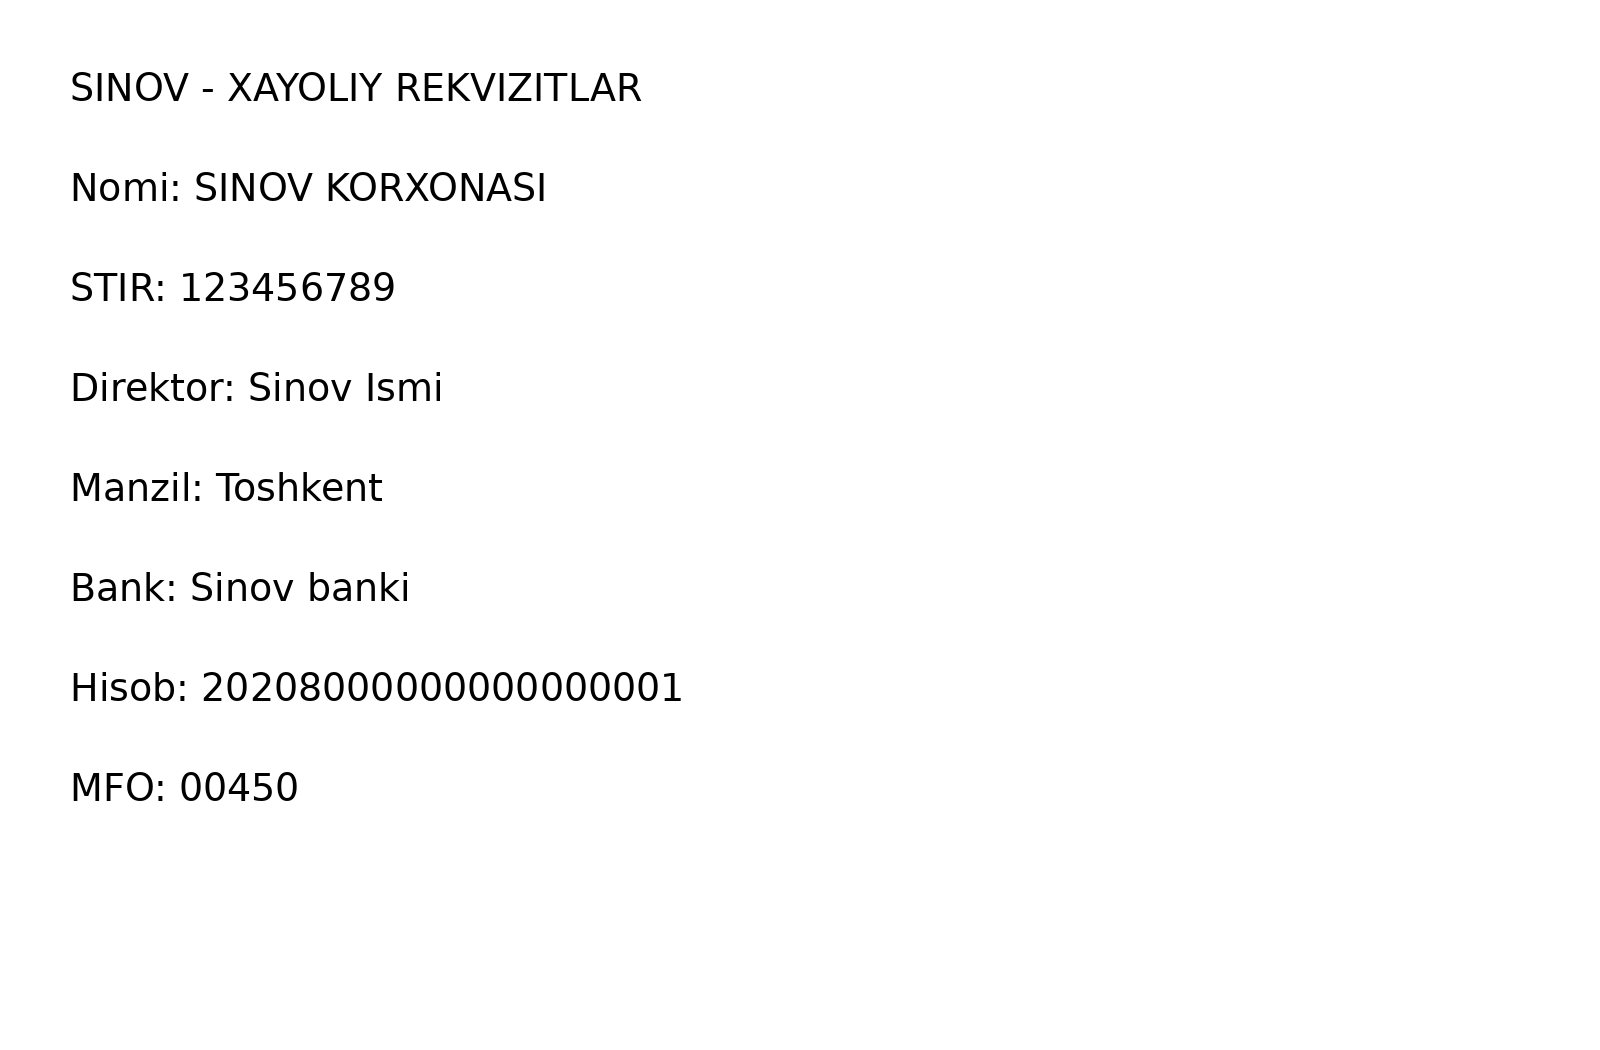 SINOV - XAYOLIY REKVIZITLAR
Nomi: SINOV KORXONASI
STIR: 123456789
Direktor: Sinov Ismi
Manzil: Toshkent
Bank: Sinov banki
Hisob: 20208000000000000001
MFO: 00450